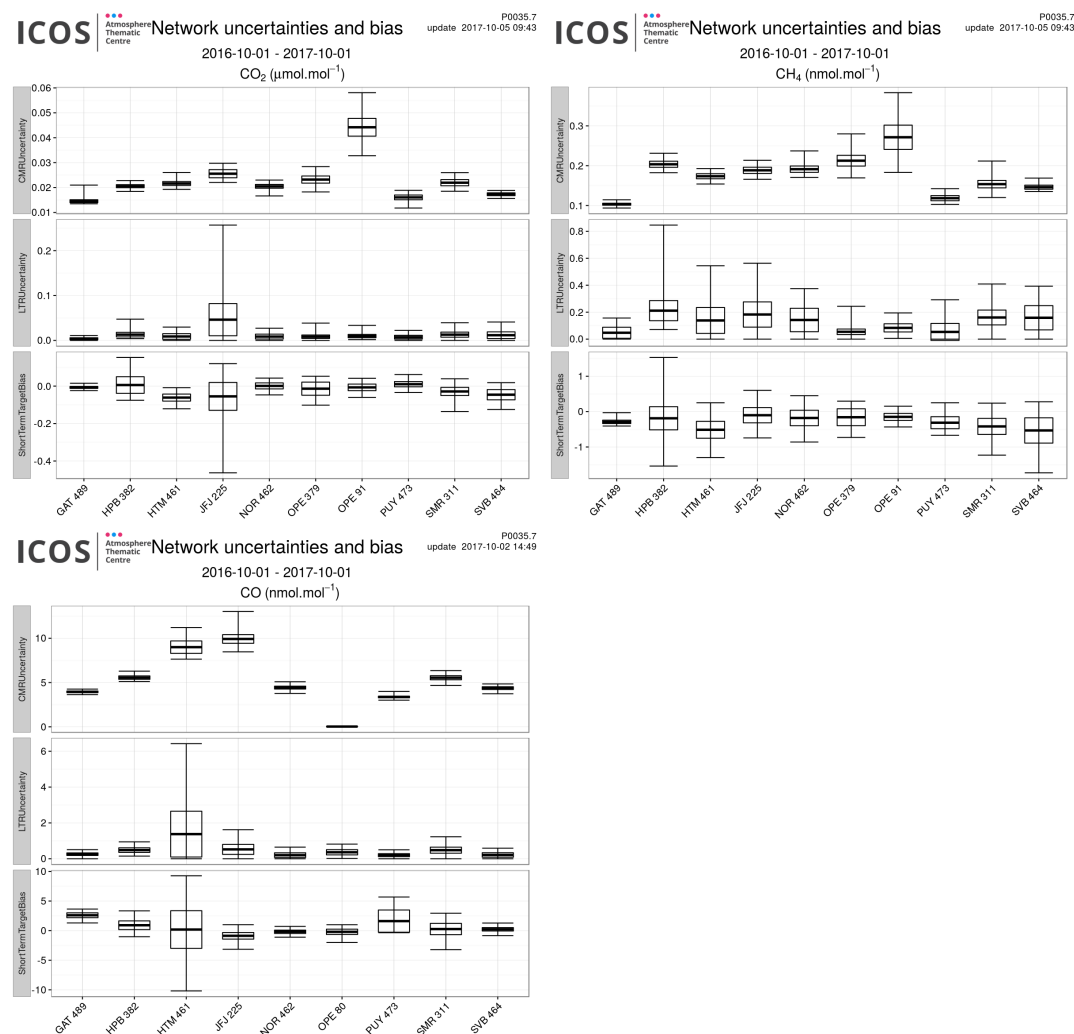 ICOS
Atmosphere
Thematic
Centre
Network uncertainties and bias
P0035.7
update 2017-10-05 09:43
2016-10-01 - 2017-10-01
CO₂ (μmol.mol⁻¹)
CMRUncertainty
0.06
0.05
0.04
0.03
0.02
0.01
LTRUncertainty
0.2
0.1
0.0
ShortTermTargetBias
0.0
-0.2
-0.4
GAT 489
HPB 382
HTM 461
JFJ 225
NOR 462
OPE 379
OPE 91
PUY 473
SMR 311
SVB 464
ICOS
Atmosphere
Thematic
Centre
Network uncertainties and bias
P0035.7
update 2017-10-05 09:43
2016-10-01 - 2017-10-01
CH₄ (nmol.mol⁻¹)
CMRUncertainty
0.3
0.2
0.1
LTRUncertainty
0.8
0.6
0.4
0.2
0.0
ShortTermTargetBias
1
0
-1
GAT 489
HPB 382
HTM 461
JFJ 225
NOR 462
OPE 379
OPE 91
PUY 473
SMR 311
SVB 464
ICOS
Atmosphere
Thematic
Centre
Network uncertainties and bias
P0035.7
update 2017-10-02 14:49
2016-10-01 - 2017-10-01
CO (nmol.mol⁻¹)
CMRUncertainty
10
5
0
LTRUncertainty
6
4
2
0
ShortTermTargetBias
10
5
0
-5
-10
GAT 489
HPB 382
HTM 461
JFJ 225
NOR 462
OPE 80
PUY 473
SMR 311
SVB 464